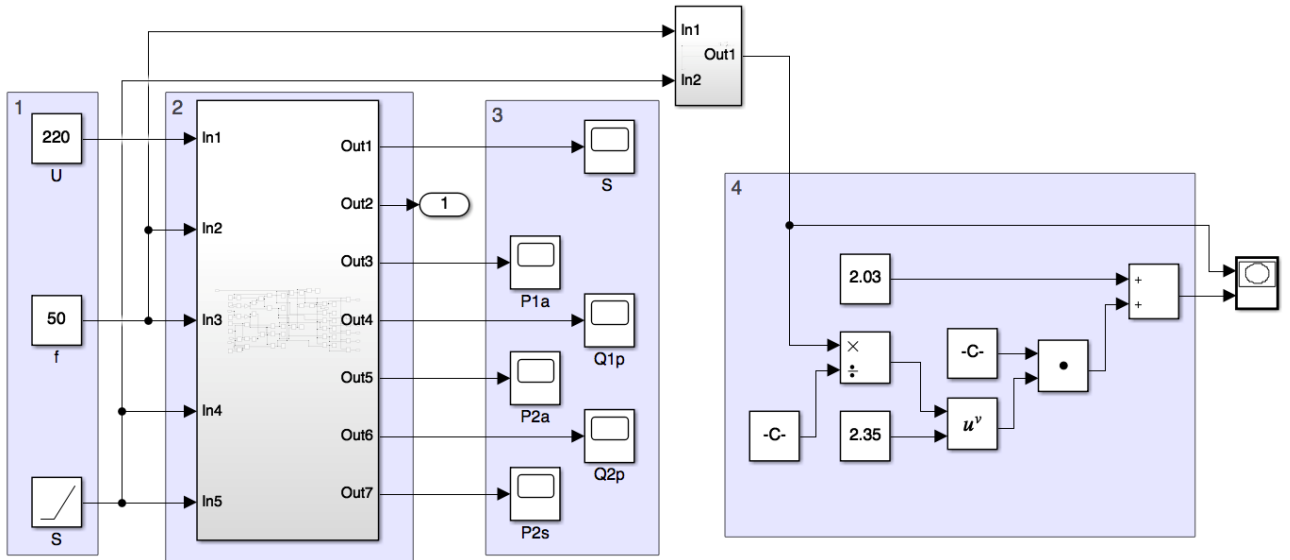 In1
Out1
In2
1
220
U
50
f
S
2
In1
In2
In3
In4
In5
Out1
Out2
Out3
Out4
Out5
Out6
Out7
1
3
S
P1a
Q1p
P2a
Q2p
P2s
4
2.03
+
+
×
÷
-C-
-C-
2.35
u^v